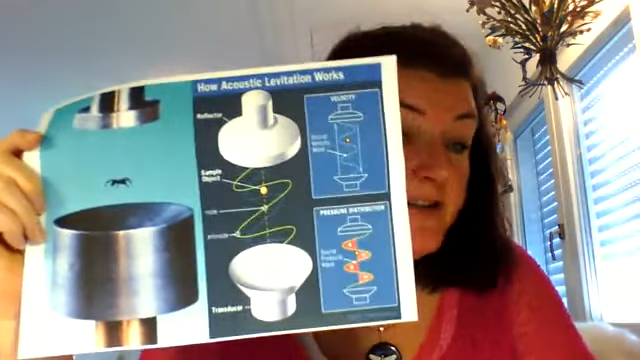 How Acoustic Levitation Works
VELOCITY
Reflector
Sound
Velocity
Wave
Sample
Object
node
antinode
PRESSURE DISTRIBUTION
Sound
Pressure
Wave
Transducer